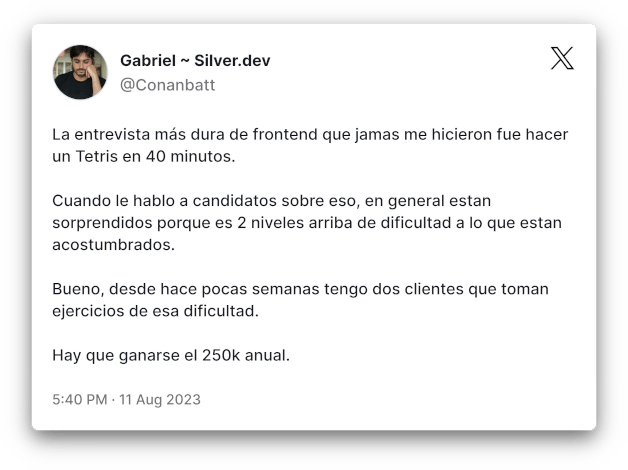 Gabriel ~ Silver.dev
@Conanbatt
La entrevista más dura de frontend que jamas me hicieron fue hacer
un Tetris en 40 minutos.
Cuando le hablo a candidatos sobre eso, en general estan
sorprendidos porque es 2 niveles arriba de dificultad a lo que estan
acostumbrados.
Bueno, desde hace pocas semanas tengo dos clientes que toman
ejercicios de esa dificultad.
Hay que ganarse el 250k anual.
5:40 PM · 11 Aug 2023